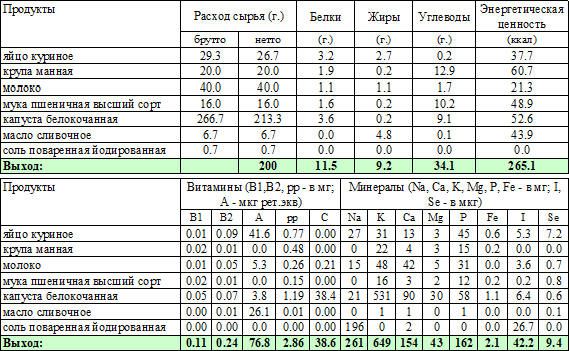 Продукты Расход сырья (г.) Белки Жиры Углеводы Энергетическая ценность
брутто нетто (г.) (г.) (г.) (ккал)
яйцо куриное 29.3 26.7 3.2 2.7 0.2 37.7
крупа манная 20.0 20.0 1.9 0.2 12.9 60.7
молоко 40.0 40.0 1.1 1.1 1.7 21.3
мука пшеничная высший сорт 16.0 16.0 1.6 0.2 10.2 48.9
капуста белокочанная 266.7 213.3 3.6 0.2 9.1 52.6
масло сливочное 6.7 6.7 0.0 4.8 0.1 43.9
соль поваренная йодированная 0.7 0.7 0.0 0.0 0.0 0.0
Выход: 200 11.5 9.2 34.1 265.1
Продукты Витамины (B1,B2, pp - в мг; Минералы (Na, Ca, K, Mg, P, Fe - в мг; I,
A - мкг рет.экв) Se - в мкг)
B1 B2 A pp C Na K Ca Mg P Fe I Se
яйцо куриное 0.01 0.09 41.6 0.77 0.00 27 31 13 3 45 0.6 5.3 7.2
крупа манная 0.02 0.01 0.0 0.48 0.00 0 22 4 3 15 0.2 0.0 0.0
молоко 0.01 0.05 5.3 0.26 0.21 15 48 42 5 31 0.0 3.6 0.7
мука пшеничная высший сорт 0.02 0.01 0.0 0.15 0.00 0 16 3 2 12 0.2 0.2 0.8
капуста белокочанная 0.05 0.07 3.8 1.19 38.4 21 531 90 30 58 1.1 6.4 0.6
масло сливочное 0.00 0.01 26.1 0.01 0.00 0 1 1 0 1 0.0 0.0 0.1
соль поваренная йодированная 0.00 0.00 0.0 0.00 0.00 196 0 2 0 0 0.0 26.7 0.0
Выход: 0.11 0.24 76.8 2.86 38.6 261 649 154 43 162 2.1 42.2 9.4